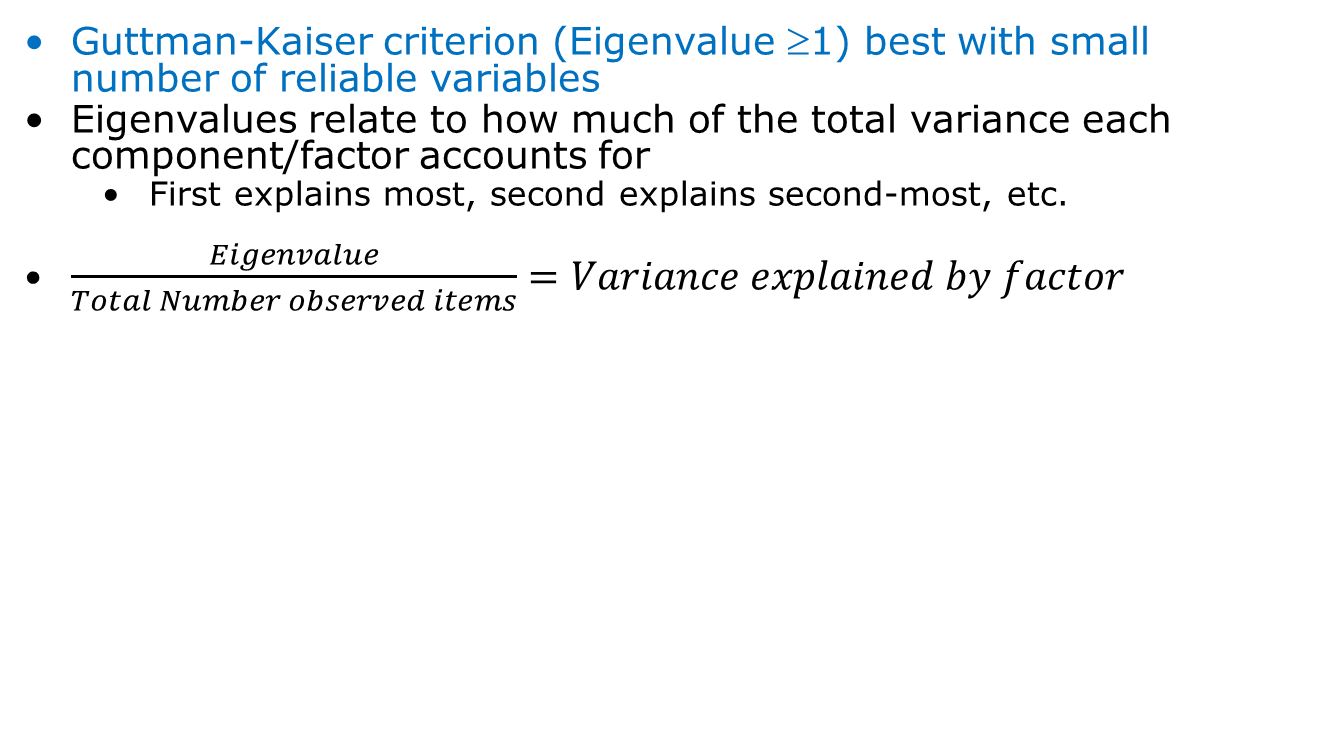 • Guttman-Kaiser criterion (Eigenvalue ≥1) best with small
number of reliable variables
• Eigenvalues relate to how much of the total variance each
component/factor accounts for
• First explains most, second explains second-most, etc.
• Eigenvalue
Total Number observed items
= Variance explained by factor